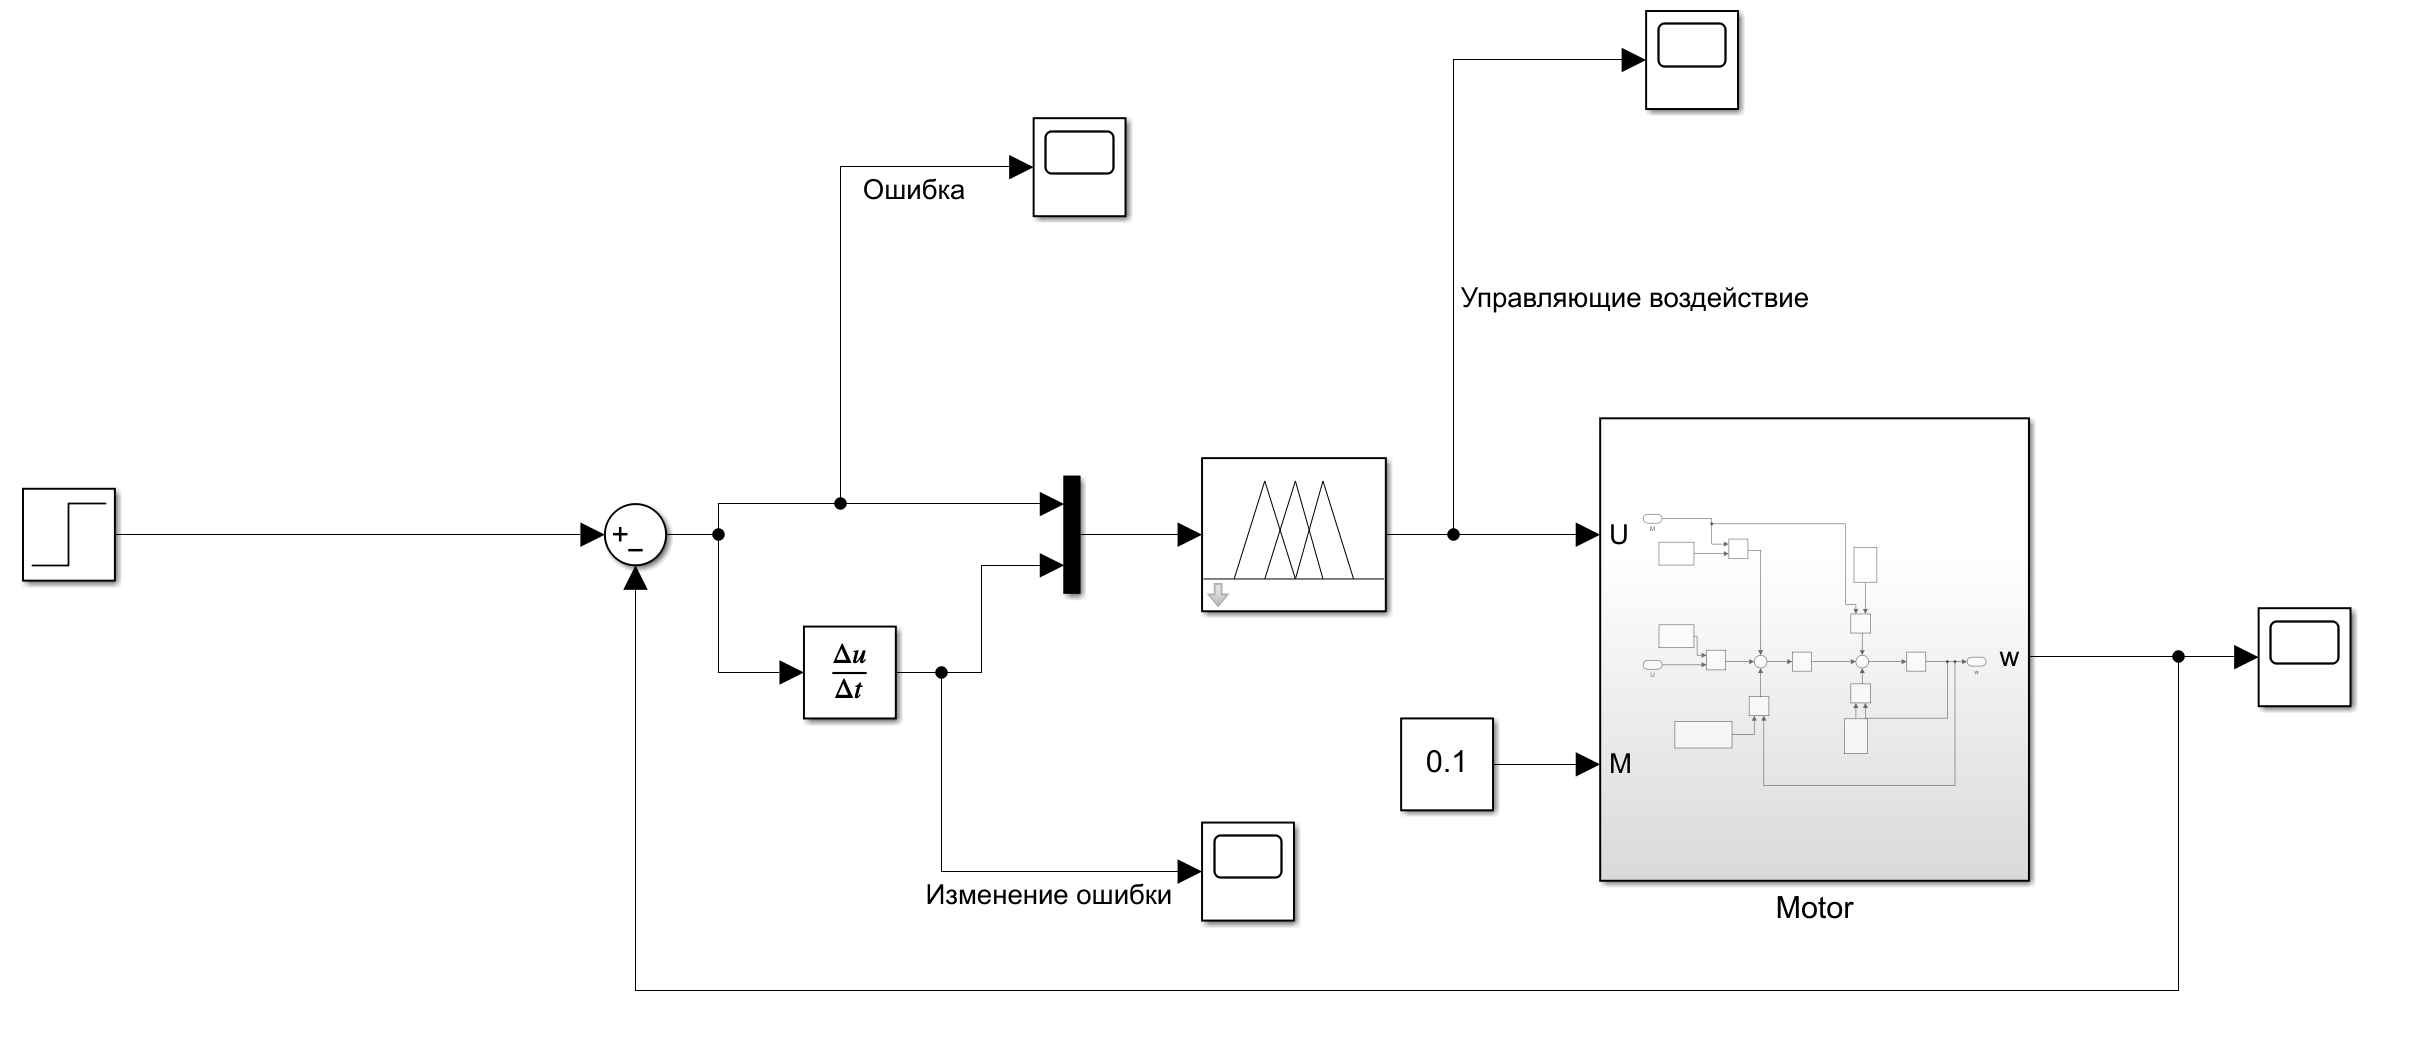 Ошибка
Управляющие воздействие
+
−
Δu
Δt
U
w
M
0.1
M
U
w
Изменение ошибки
Motor